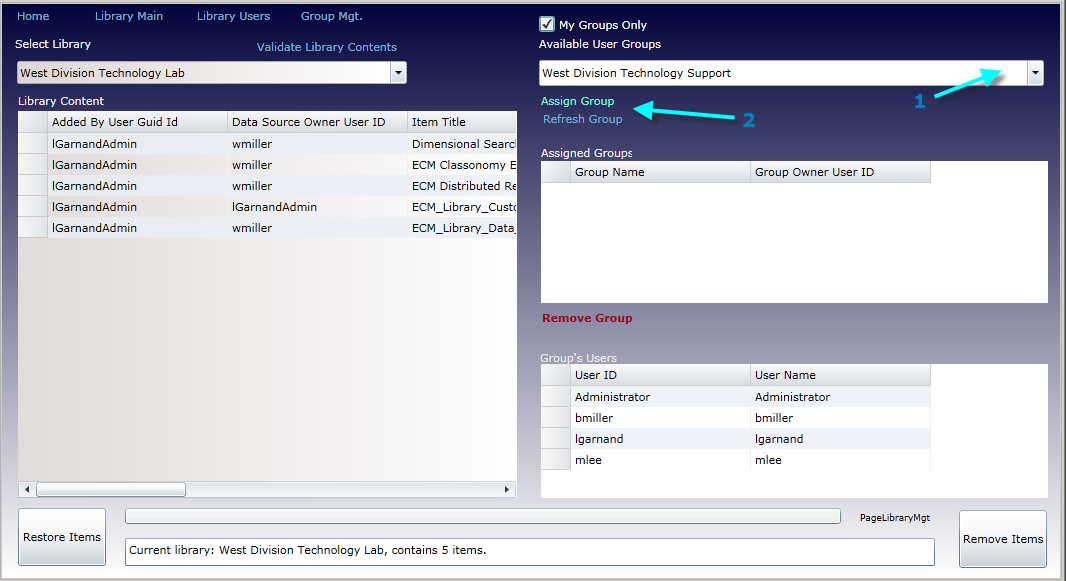 Home Library Main Library Users Group Mgt.
Select Library Validate Library Contents
West Division Technology Lab
Library Content
Added By User Guid Id Data Source Owner User ID Item Title
lGarnandAdmin wmiller Dimensional Searc
lGarnandAdmin wmiller ECM Classonomy E
lGarnandAdmin wmiller ECM Distributed Re
lGarnandAdmin lGarnandAdmin ECM_Library_Custo
lGarnandAdmin wmiller ECM_Library_Data_
My Groups Only
Available User Groups
West Division Technology Support
1
Assign Group
2
Refresh Group
Assigned Groups
Group Name Group Owner User ID
Remove Group
Group's Users
User ID User Name
Administrator Administrator
bmiller bmiller
lgarnand lgarnand
mlee mlee
Restore Items
PageLibraryMgt
Current library: West Division Technology Lab, contains 5 items.
Remove Items